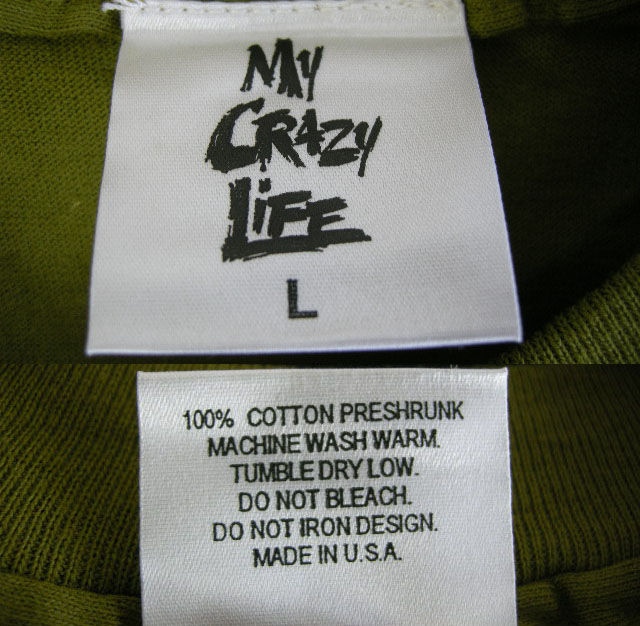 MY
CRAZY
LIFE
L
100% COTTON PRESHRUNK
MACHINE WASH WARM.
TUMBLE DRY LOW.
DO NOT BLEACH.
DO NOT IRON DESIGN.
MADE IN U.S.A.